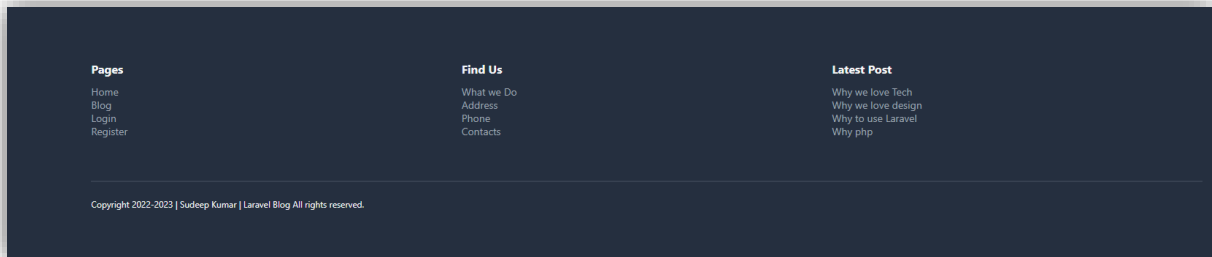 Pages
Home
Blog
Login
Register
Find Us
What we Do
Address
Phone
Contacts
Latest Post
Why we love Tech
Why we love design
Why to use Laravel
Why php
Copyright 2022-2023 | Sudeep Kumar | Laravel Blog All rights reserved.